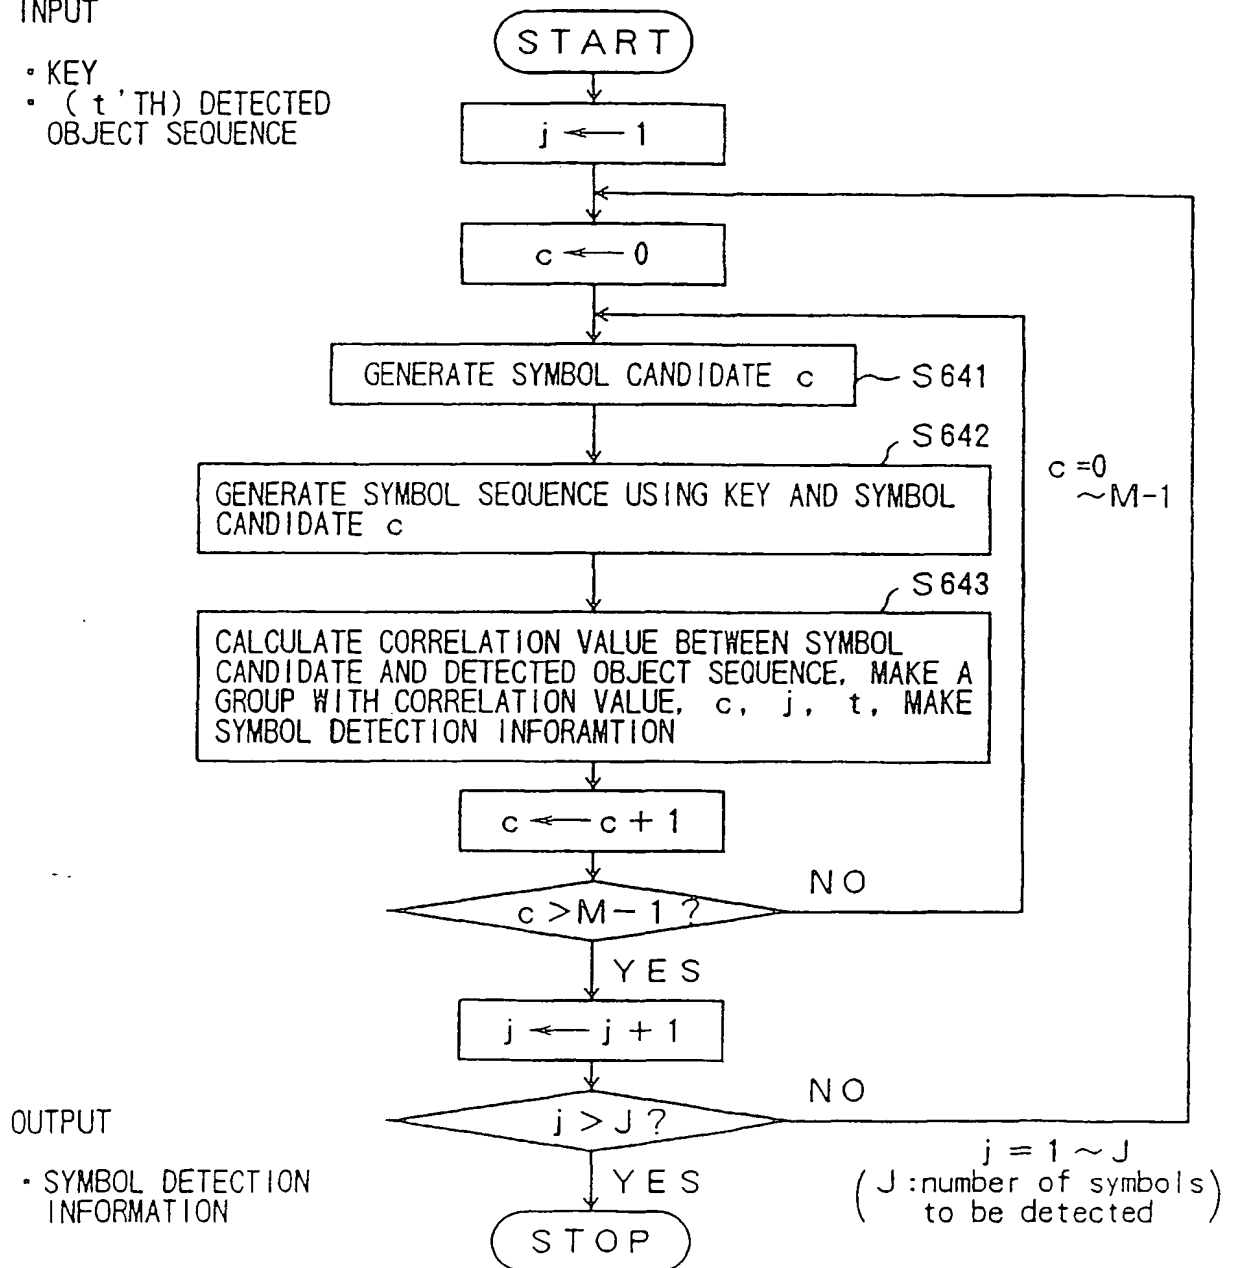 INPUT
・KEY
・(t'TH) DETECTED
OBJECT SEQUENCE
START
j ← 1
c ← 0
GENERATE SYMBOL CANDIDATE c
S641
S642
GENERATE SYMBOL SEQUENCE USING KEY AND SYMBOL
CANDIDATE c
c=0
~M-1
S643
CALCULATE CORRELATION VALUE BETWEEN SYMBOL
CANDIDATE AND DETECTED OBJECT SEQUENCE, MAKE A
GROUP WITH CORRELATION VALUE, c, j, t, MAKE
SYMBOL DETECTION INFORAMTION
c ← c + 1
c > M - 1 ?
NO
YES
j ← j + 1
j > J ?
NO
YES
j = 1 ~ J
(J:number of symbols
to be detected)
STOP
OUTPUT
・SYMBOL DETECTION
INFORMATION